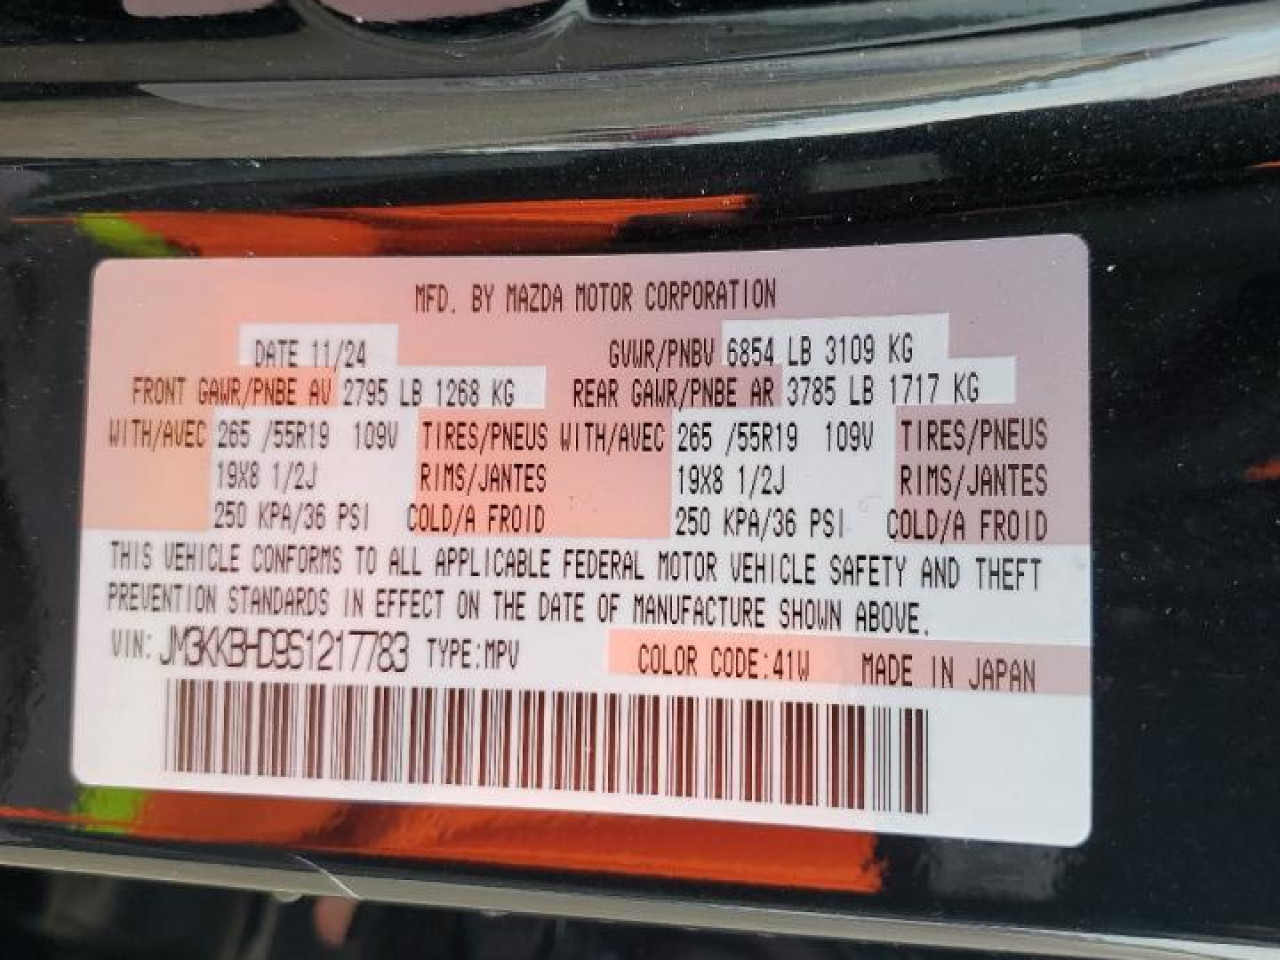 MFD. BY MAZDA MOTOR CORPORATION
DATE 11/24 GVWR/PNBV 6854 LB 3109 KG
FRONT GAWR/PNBE AV 2795 LB 1268 KG REAR GAWR/PNBE AR 3785 LB 1717 KG
WITH/AVEC 265 /55R19 109V TIRES/PNEUS WITH/AVEC 265 /55R19 109V TIRES/PNEUS
19X8 1/2J RIMS/JANTES 19X8 1/2J RIMS/JANTES
250 KPA/36 PSI COLD/A FROID 250 KPA/36 PSI COLD/A FROID
THIS VEHICLE CONFORMS TO ALL APPLICABLE FEDERAL MOTOR VEHICLE SAFETY AND THEFT
PREVENTION STANDARDS IN EFFECT ON THE DATE OF MANUFACTURE SHOWN ABOVE.
VIN: JM3KKBHD9S1217783 TYPE:MPV COLOR CODE:41W MADE IN JAPAN